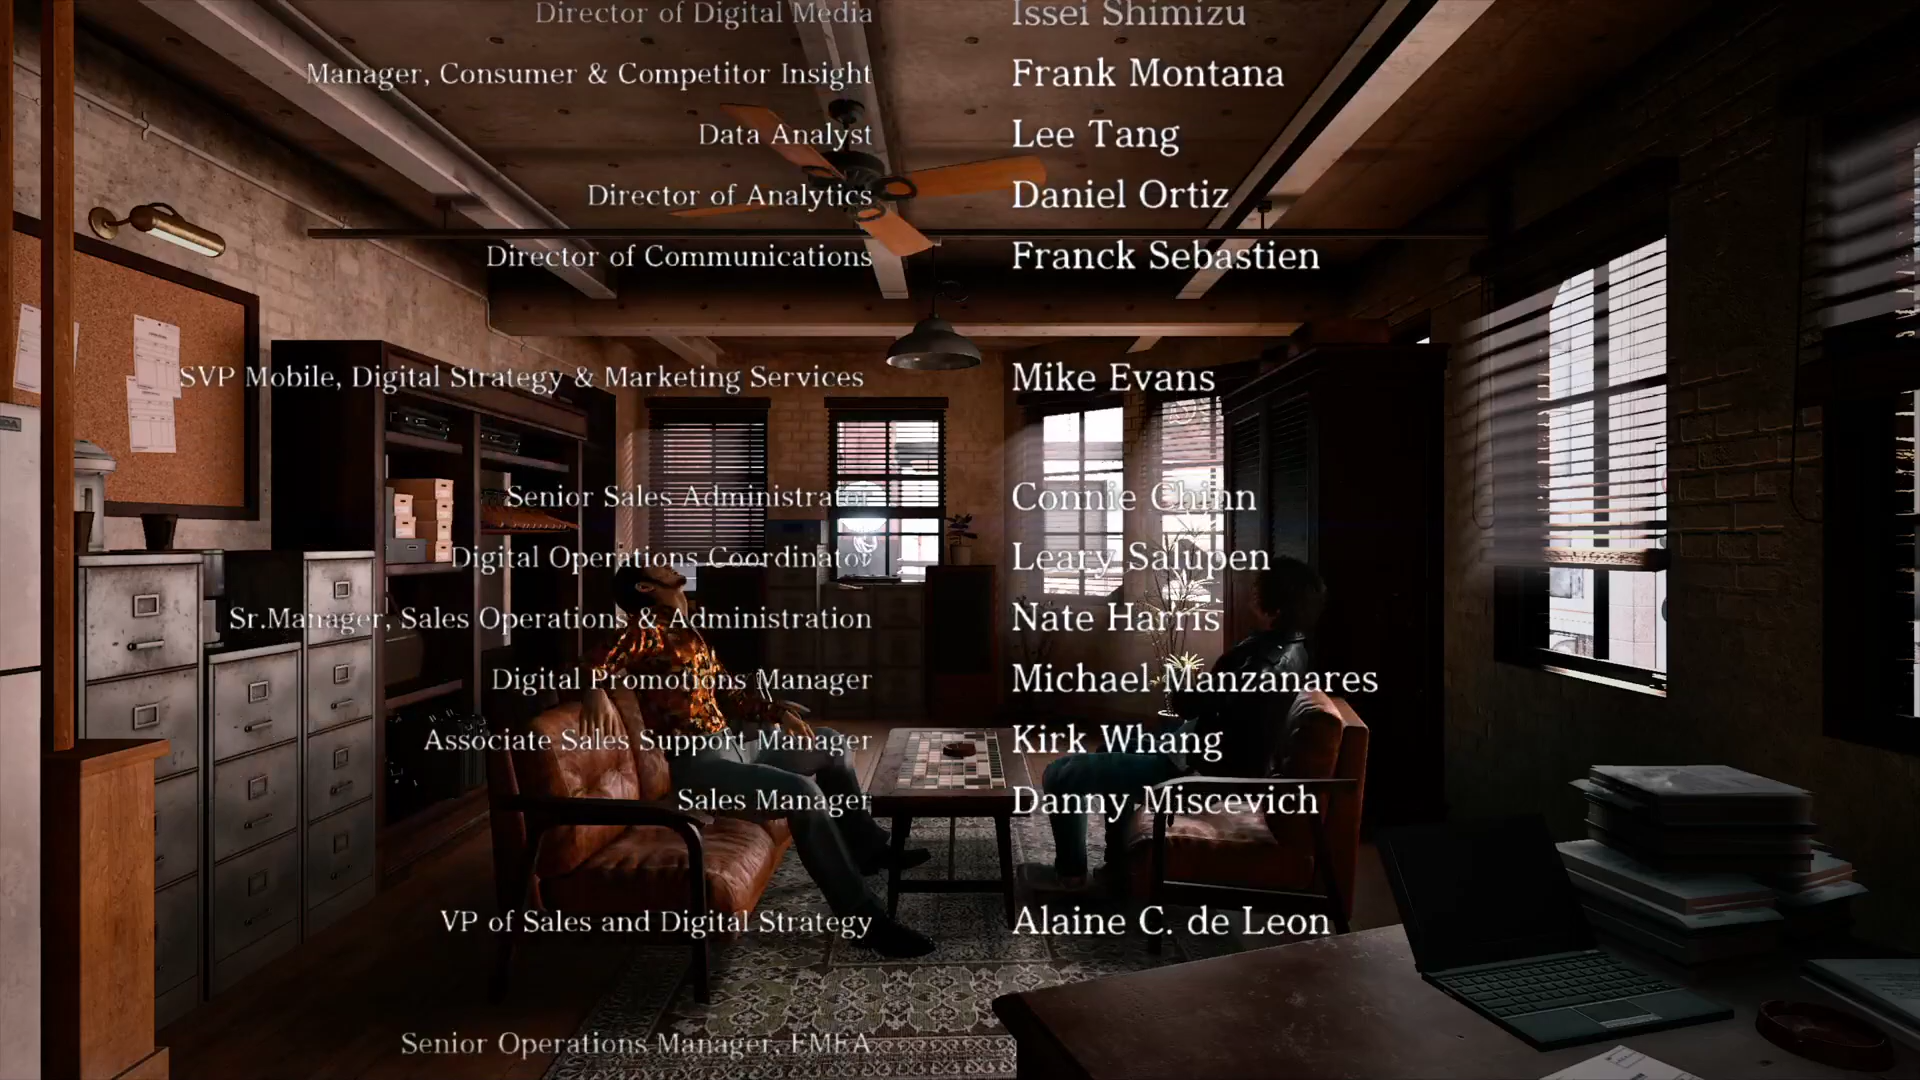 Director of Digital Media Issei Shimizu
Manager, Consumer & Competitor Insight Frank Montana
Data Analyst Lee Tang
Director of Analytics Daniel Ortiz
Director of Communications Franck Sebastien
SVP Mobile, Digital Strategy & Marketing Services Mike Evans
Senior Sales Administrator Connie Chinn
Digital Operations Coordinator Leary Salupen
Sr.Manager, Sales Operations & Administration Nate Harris
Digital Promotions Manager Michael Manzanares
Associate Sales Support Manager Kirk Whang
Sales Manager Danny Miscevich
VP of Sales and Digital Strategy Alaine C. de Leon
Senior Operations Manager, EMEA